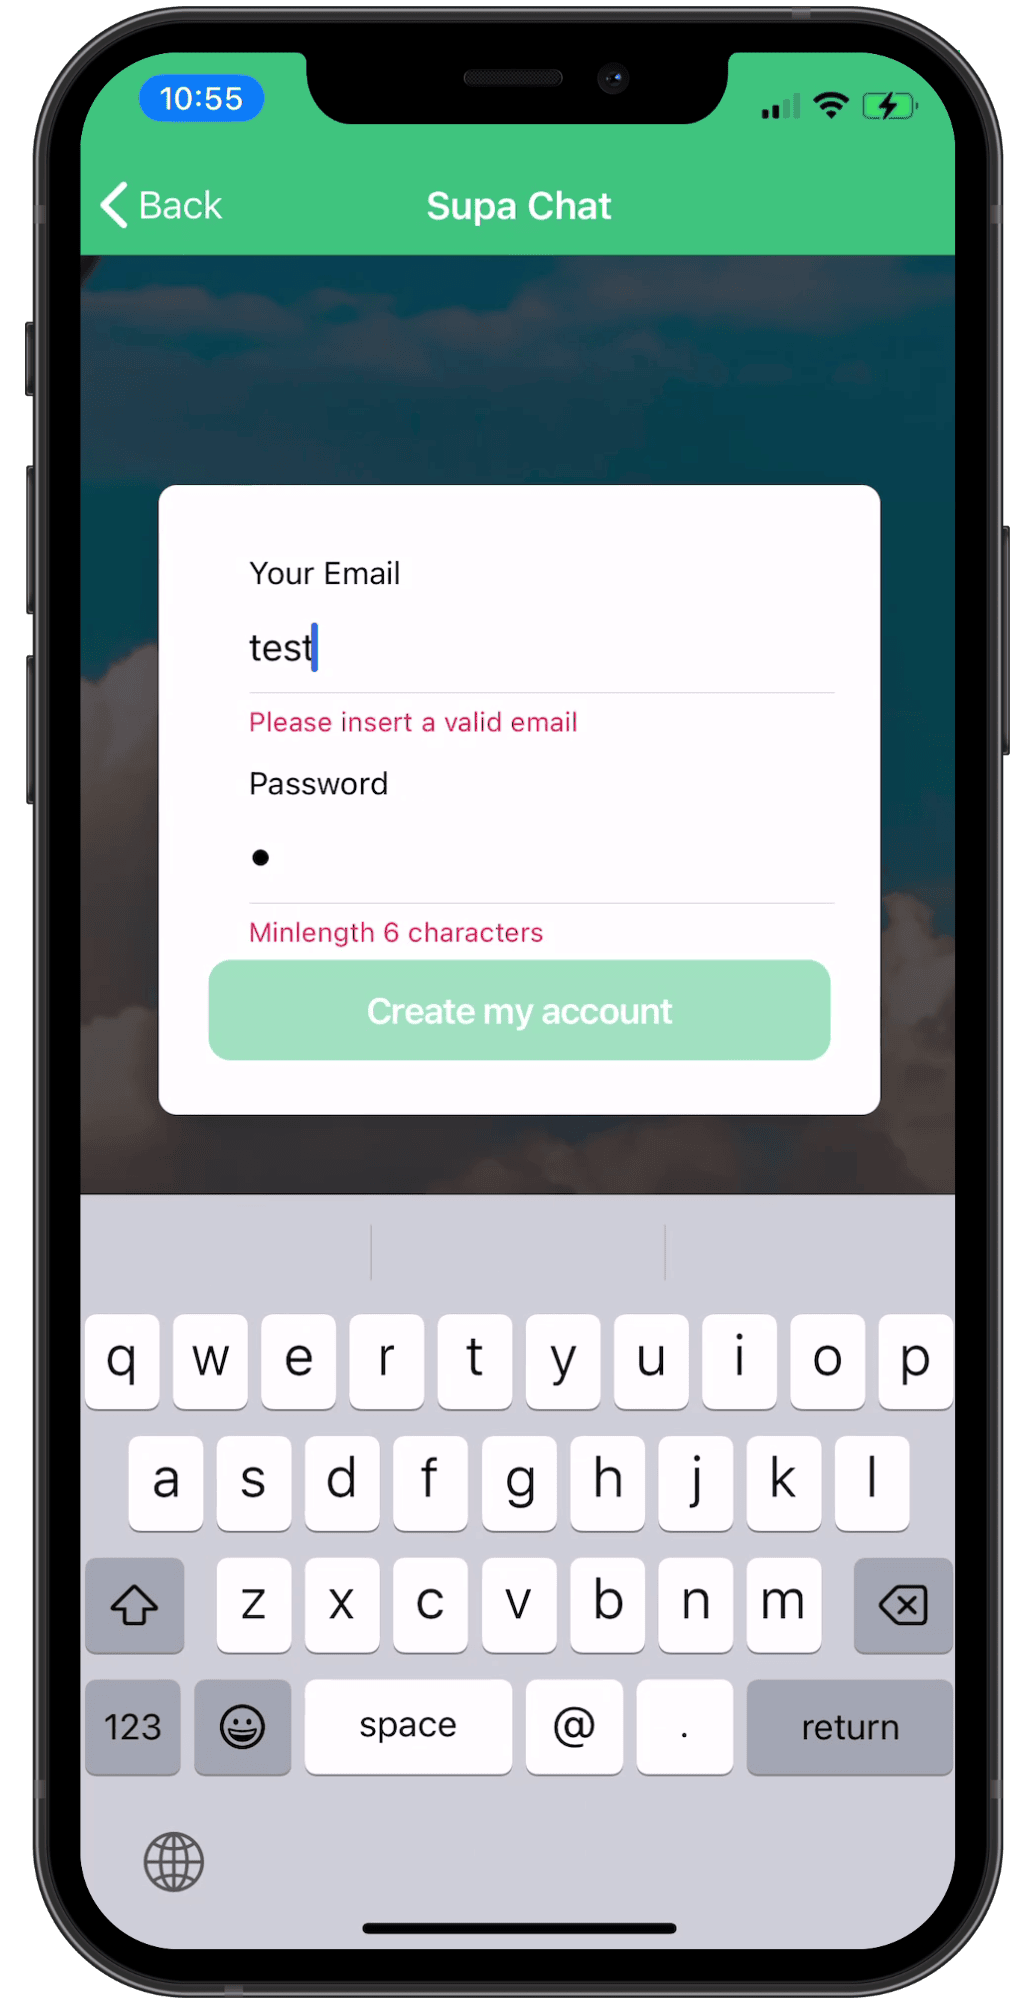 10:55
Back
Supa Chat
Your Email
test
Please insert a valid email
Password
Minlength 6 characters
Create my account
q w e r t y u i o p
a s d f g h j k l
z x c v b n m
123 space @ . return